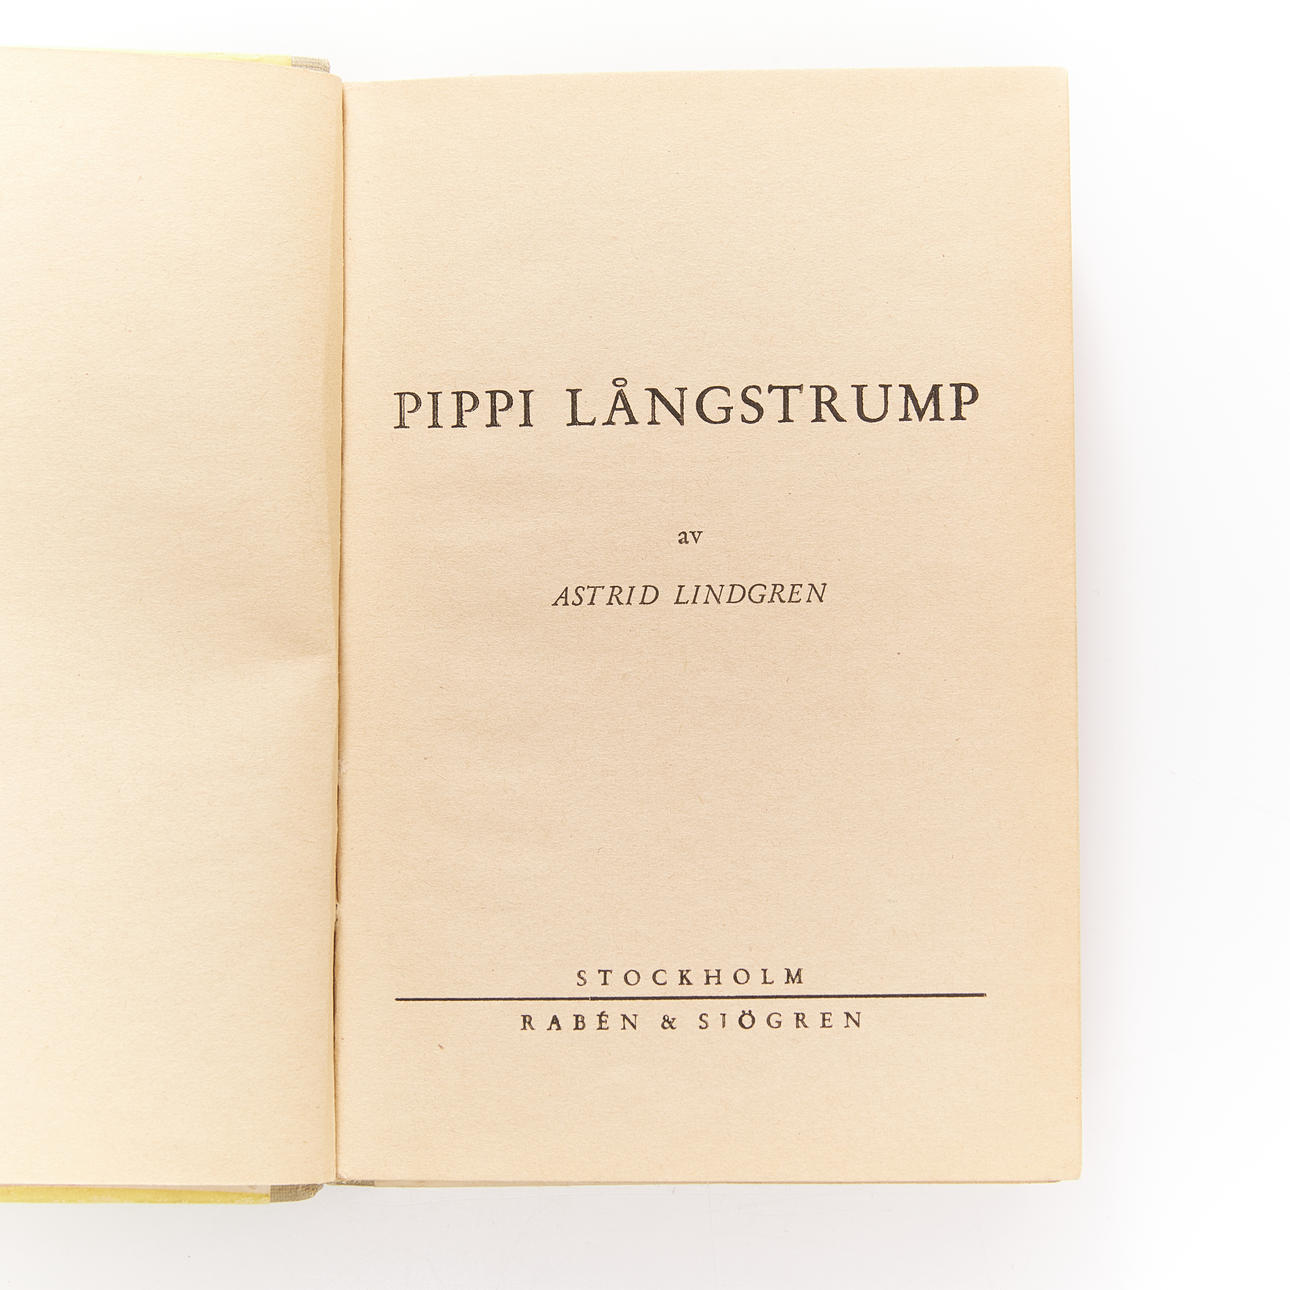 PIPPI LÅNGSTRUMP
av
ASTRID LINDGREN
STOCKHOLM
RABÉN & SJÖGREN